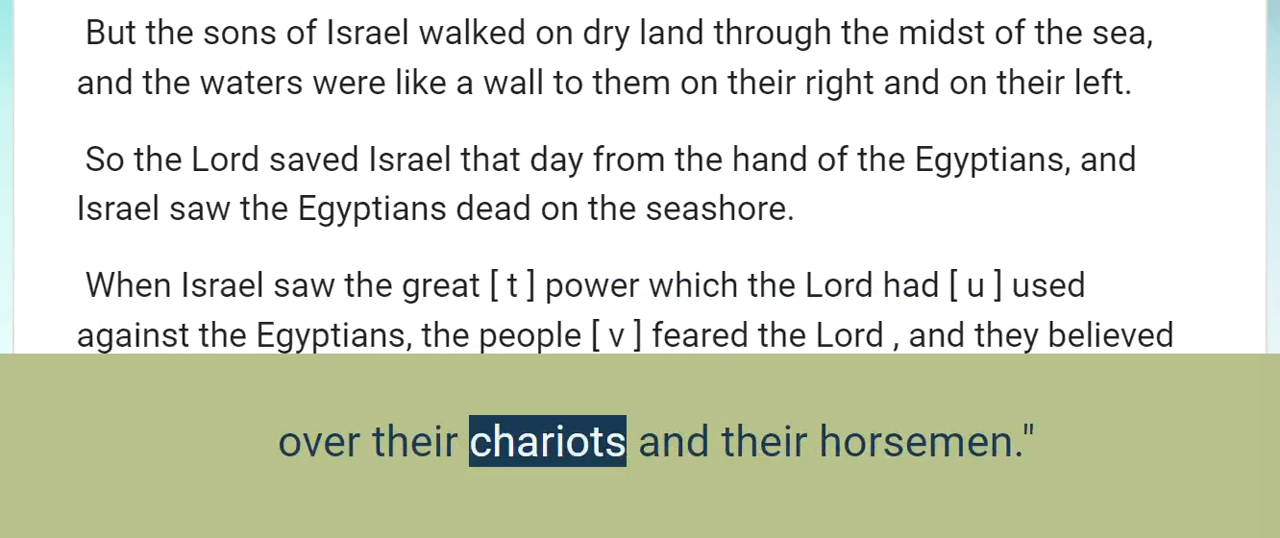 But the sons of Israel walked on dry land through the midst of the sea,
and the waters were like a wall to them on their right and on their left.
So the Lord saved Israel that day from the hand of the Egyptians, and
Israel saw the Egyptians dead on the seashore.
When Israel saw the great [ t ] power which the Lord had [ u ] used
against the Egyptians, the people [ v ] feared the Lord , and they believed
over their chariots and their horsemen."